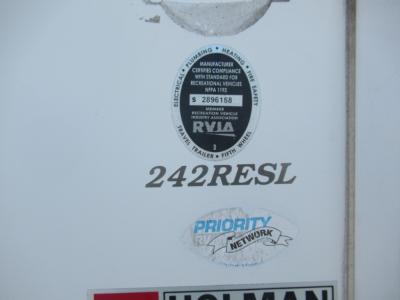 ELECTRICAL • PLUMBING • HEATING • FIRE SAFETY
MANUFACTURER
CERTIFIES COMPLIANCE
WITH STANDARD FOR
RECREATIONAL VEHICLES
NFPA 1192
S 2896158
MEMBER
RECREATION VEHICLE
INDUSTRY ASSOCIATION
RVIA
3
TRAVEL TRAILER • FIFTH WHEEL
242RESL
PRIORITY
NETWORK
HOLMAN